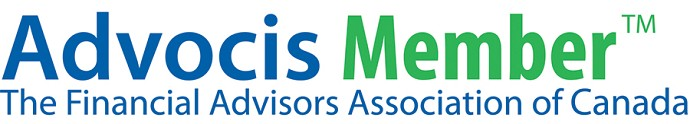 Advocis Member™
The Financial Advisors Association of Canada